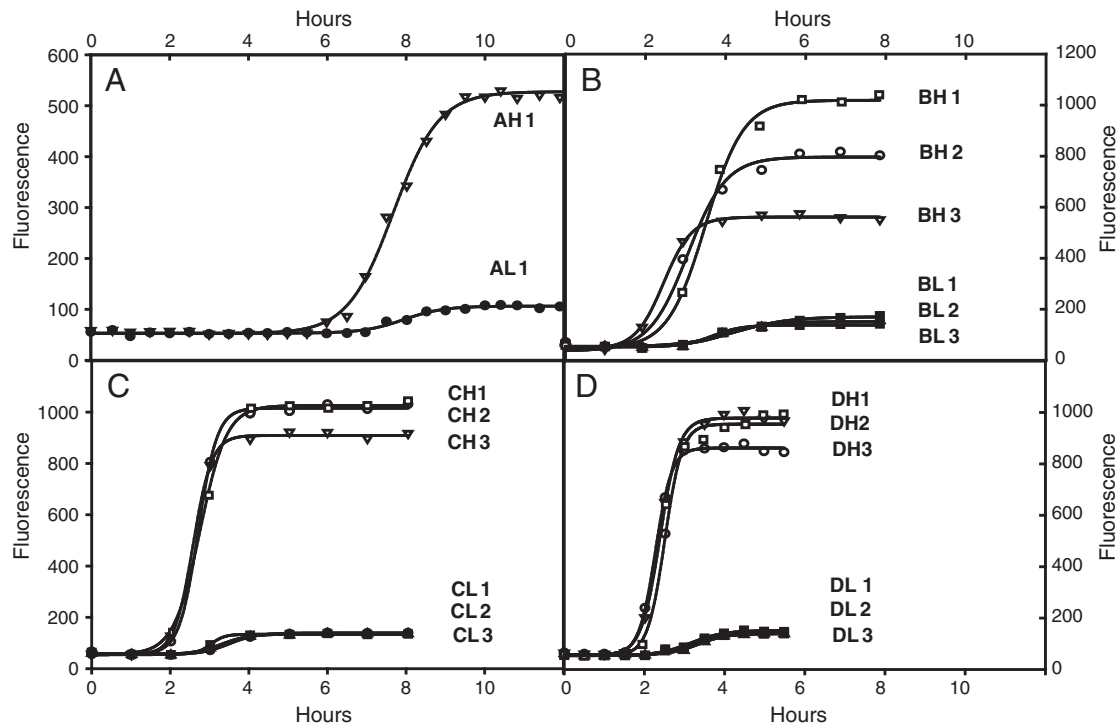 Hours
Hours
0 2 4 6 8 10
0 2 4 6 8 10
A
B
Fluorescence
600
500
400
300
200
100
0
AH1
AL1
1200
1000
800
600
400
200
0
Fluorescence
BH1
BH2
BH3
BL1
BL2
BL3
C
D
Fluorescence
1000
800
600
400
200
0
CH1
CH2
CH3
CL1
CL2
CL3
DH1
DH2
DH3
DL1
DL2
DL3
1000
800
600
400
200
0
Fluorescence
0 2 4 6 8 10
0 2 4 6 8 10
Hours
Hours